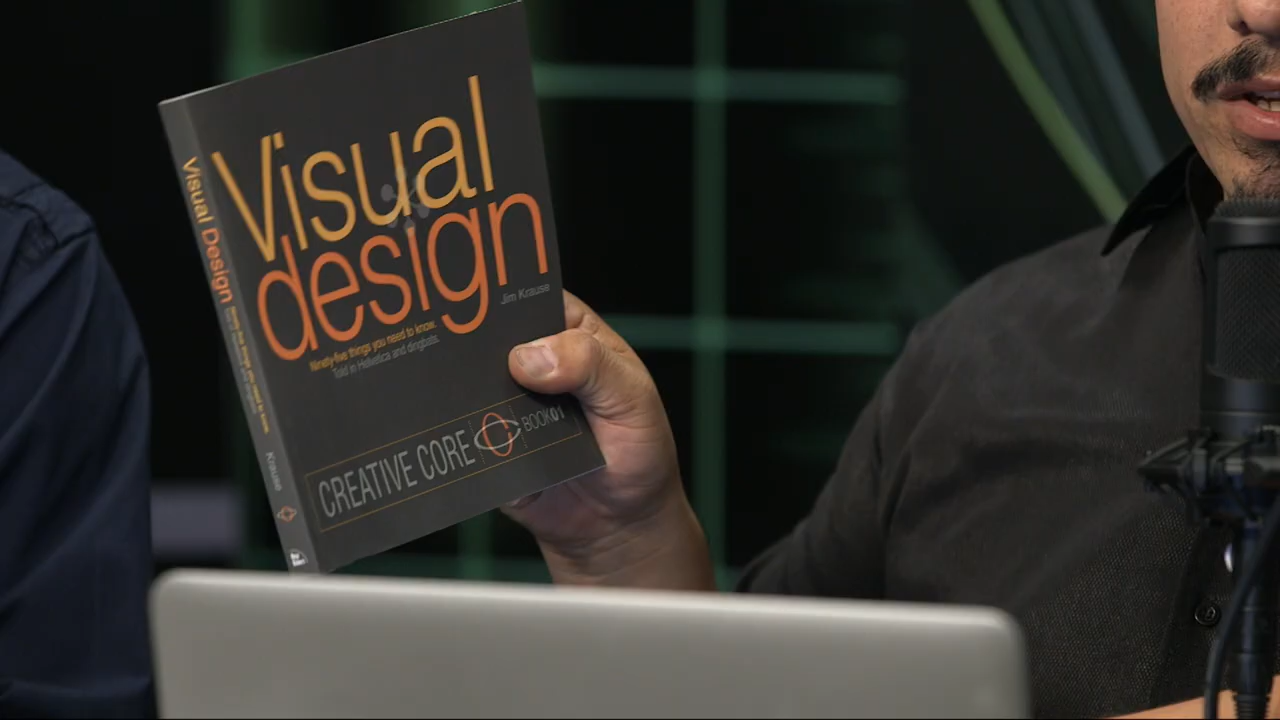 Visual
design
Jim Krause
Ninety-five things you need to know.
Told in Helvetica and dingbats.
CREATIVE CORE BOOK01
Visual Design
Krause